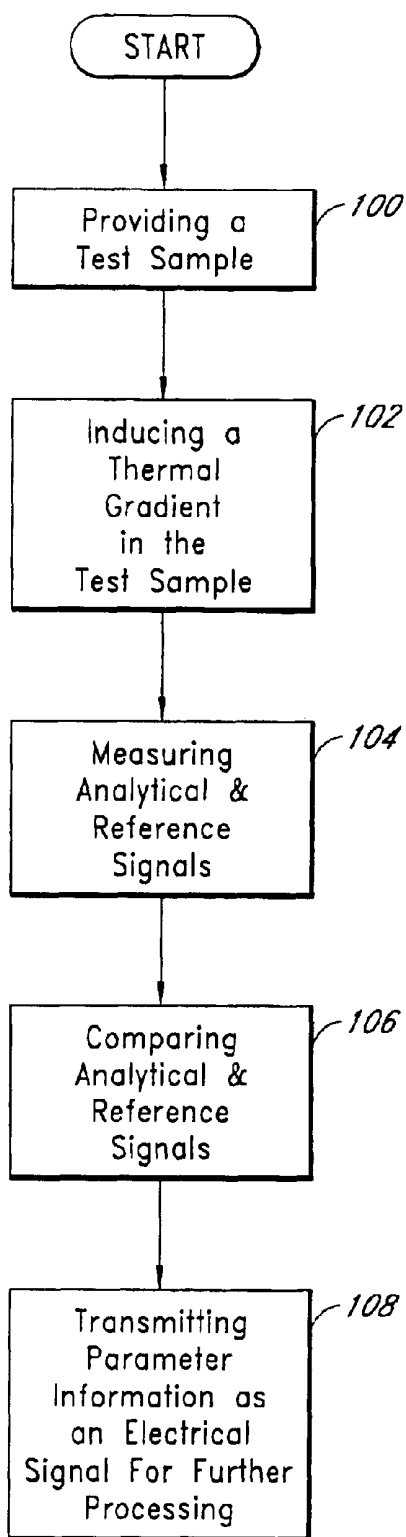 START
100
Providing a
Test Sample
102
Inducing a
Thermal
Gradient
in the
Test Sample
104
Measuring
Analytical &
Reference
Signals
106
Comparing
Analytical &
Reference
Signals
108
Transmitting
Parameter
Information as
an Electrical
Signal For Further
Processing